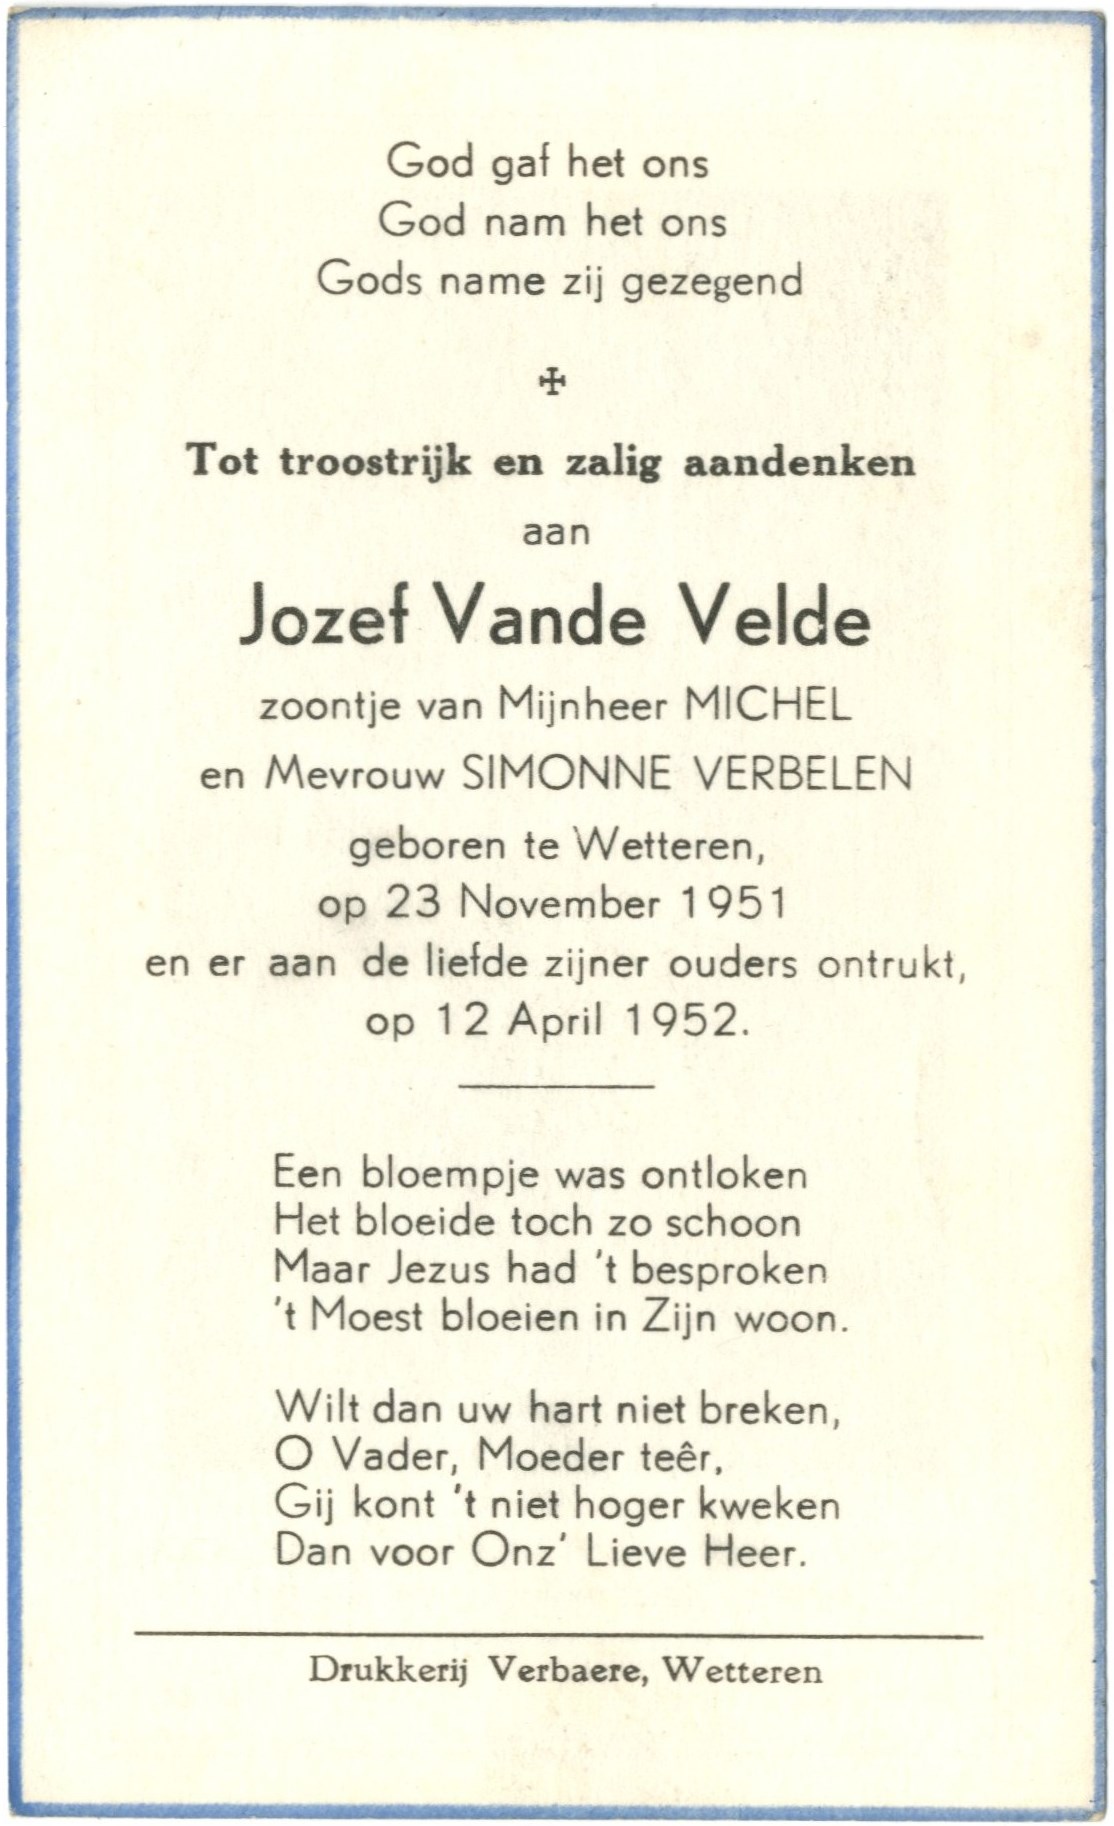 God gaf het ons
God nam het ons
Gods name zij gezegend
✠
Tot troostrijk en zalig aandenken
aan
Jozef Vande Velde
zoontje van Mijnheer MICHEL
en Mevrouw SIMONNE VERBELEN
geboren te Wetteren,
op 23 November 1951
en er aan de liefde zijner ouders ontrukt,
op 12 April 1952.
Een bloempje was ontloken
Het bloeide toch zo schoon
Maar Jezus had 't besproken
't Moest bloeien in Zijn woon.
Wilt dan uw hart niet breken,
O Vader, Moeder teêr,
Gij kont 't niet hoger kweken
Dan voor Onz' Lieve Heer.
Drukkerij Verbaere, Wetteren